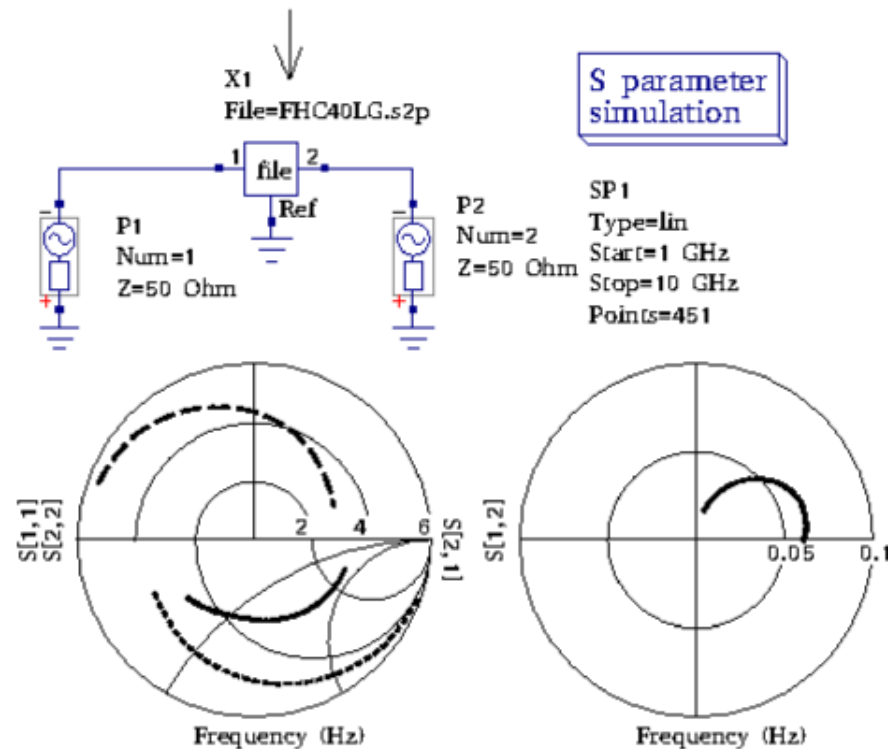 X1
File=FHC40LG.s2p
S parameter
simulation
1
file
2
Ref
P1
Num=1
Z=50 Ohm
P2
Num=2
Z=50 Ohm
SP1
Type=lin
Start=1 GHz
Stop=10 GHz
Points=451
S[1,1]
S[2,2]
2 4 6
S[2,1]
Frequency (Hz)
S[1,2]
0.05 0.1
Frequency (Hz)